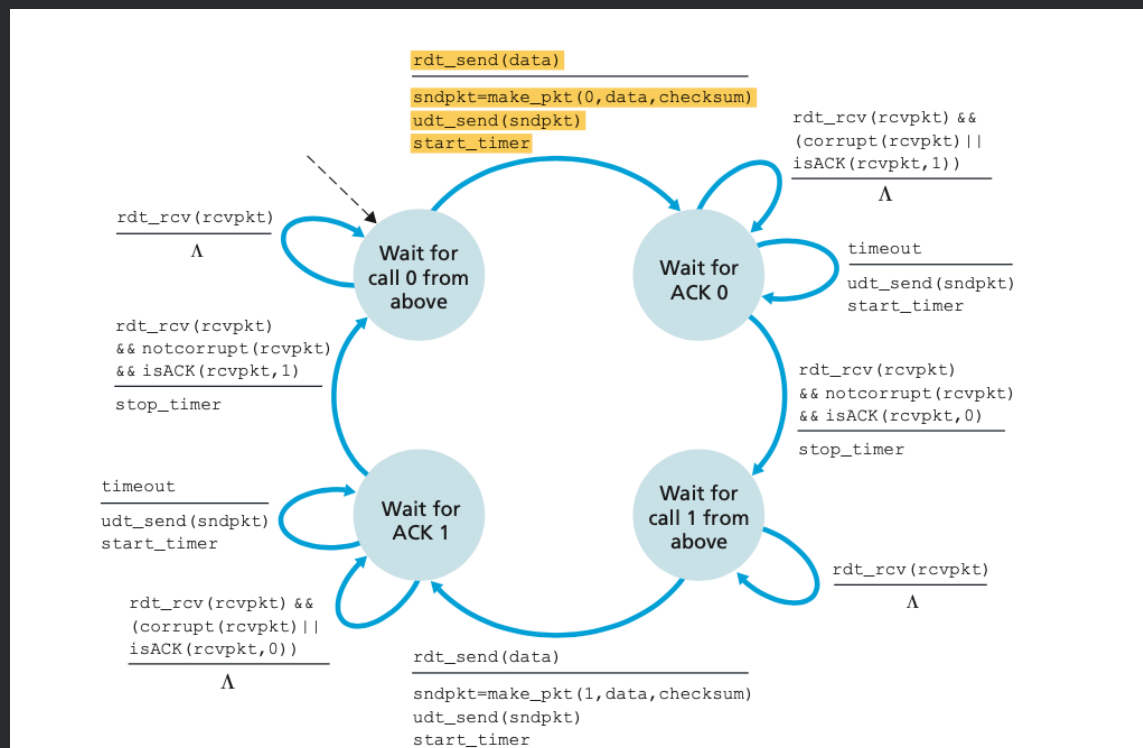 rdt_send(data)
sndpkt=make_pkt(0,data,checksum)
udt_send(sndpkt)
start_timer
rdt_rcv(rcvpkt) &&
(corrupt(rcvpkt)||
isACK(rcvpkt,1))
Λ
rdt_rcv(rcvpkt)
Λ
Wait for
call 0 from
above
Wait for
ACK 0
timeout
udt_send(sndpkt)
start_timer
rdt_rcv(rcvpkt)
&& notcorrupt(rcvpkt)
&& isACK(rcvpkt,1)
stop_timer
rdt_rcv(rcvpkt)
&& notcorrupt(rcvpkt)
&& isACK(rcvpkt,0)
stop_timer
timeout
udt_send(sndpkt)
start_timer
Wait for
ACK 1
Wait for
call 1 from
above
rdt_rcv(rcvpkt)
Λ
rdt_rcv(rcvpkt) &&
(corrupt(rcvpkt)||
isACK(rcvpkt,0))
Λ
rdt_send(data)
sndpkt=make_pkt(1,data,checksum)
udt_send(sndpkt)
start_timer